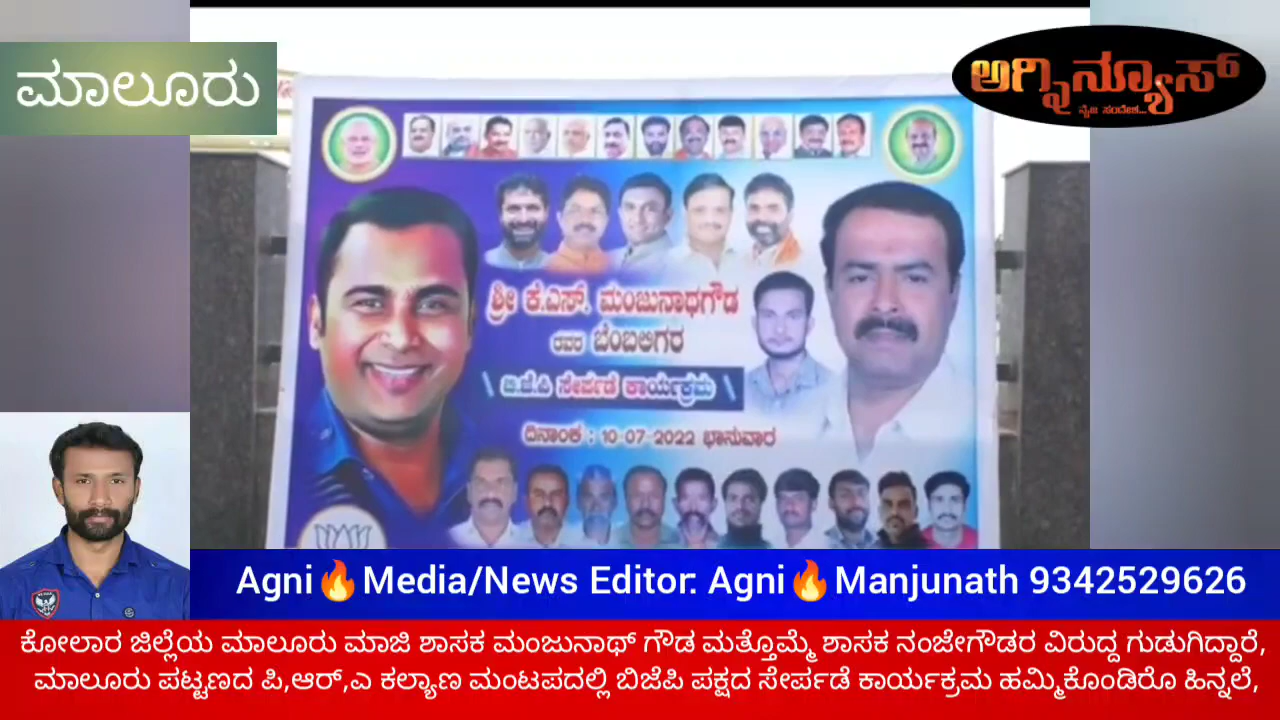 ಮಾಲೂರು
ಅಗ್ನಿನ್ಯೂಸ್
ನೈಜ ಸಂದೇಶ...
ಶ್ರೀ ಕೆ.ಎಸ್. ಮಂಜುನಾಥಗೌಡ
ರವರ ಬೆಂಬಲಿಗರ
\ ಬಿ.ಜೆ.ಪಿ ಸೇರ್ಪಡೆ ಕಾರ್ಯಕ್ರಮ \
ದಿನಾಂಕ : 10-07-2022 ಭಾನುವಾರ
Agni🔥Media/News Editor: Agni🔥Manjunath 9342529626
ಕೋಲಾರ ಜಿಲ್ಲೆಯ ಮಾಲೂರು ಮಾಜಿ ಶಾಸಕ ಮಂಜುನಾಥ್ ಗೌಡ ಮತ್ತೊಮ್ಮೆ ಶಾಸಕ ನಂಜೇಗೌಡರ ವಿರುದ್ದ ಗುಡುಗಿದ್ದಾರೆ,
ಮಾಲೂರು ಪಟ್ಟಣದ ಪಿ,ಆರ್,ಎ ಕಲ್ಯಾಣ ಮಂಟಪದಲ್ಲಿ ಬಿಜೆಪಿ ಪಕ್ಷದ ಸೇರ್ಪಡೆ ಕಾರ್ಯಕ್ರಮ ಹಮ್ಮಿಕೊಂಡಿರೊ ಹಿನ್ನಲೆ,